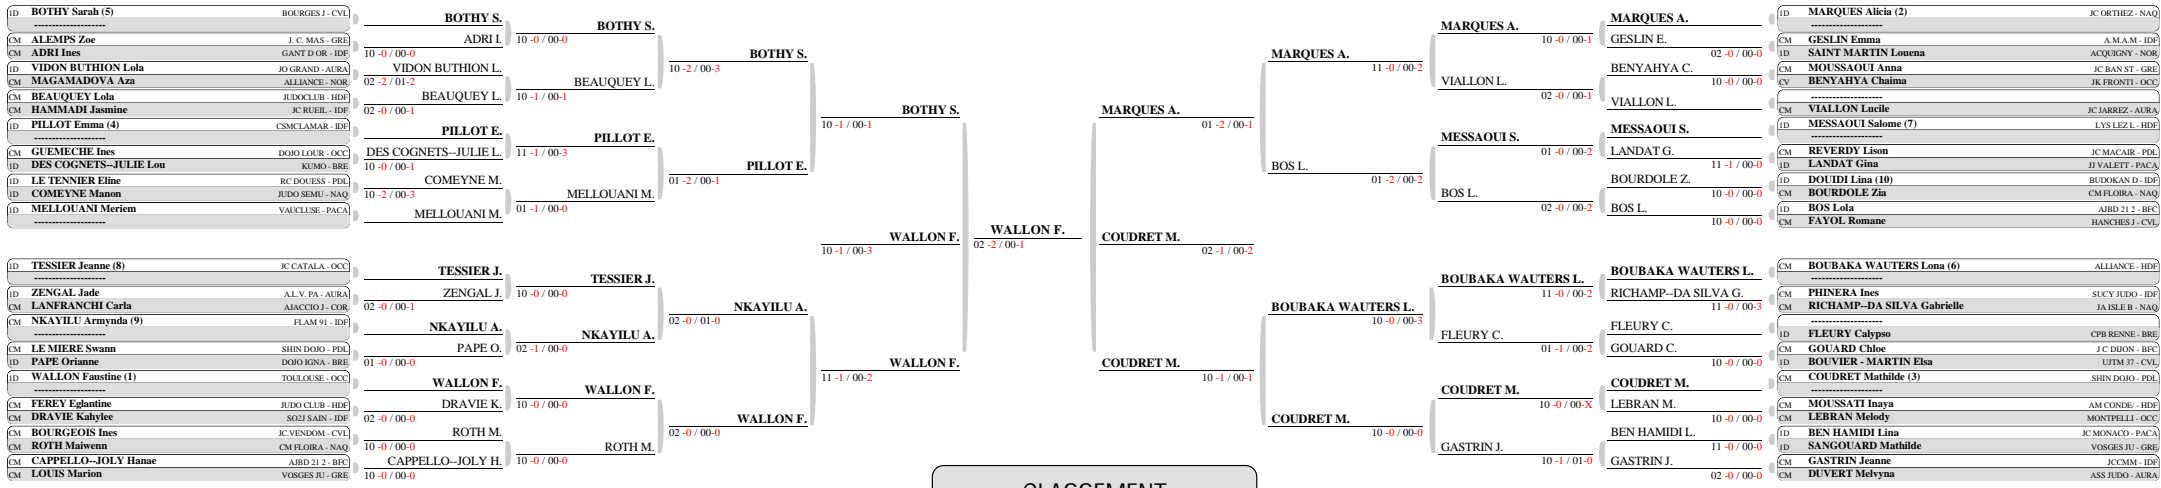 1D BOTHY Sarah (5) BOURGES J - CVL
--------------------
CM ALEMPS Zoe J. C. MAS - GRE
CM ADRI Ines GANT D OR - IDF
1D VIDON BUTHION Lola JO GRAND - AURA
CM MAGAMADOVA Aza ALLIANCE - NOR
CM BEAUQUEY Lola JUDOCLUB - HDF
CM HAMMADI Jasmine JC RUEIL - IDF
1D PILLOT Emma (4) CSMCLAMAR - IDF
--------------------
CM GUEMECHE Ines DOJO LOUR - OCC
1D DES COGNETS--JULIE Lou KUMO - BRE
1D LE TENNIER Eline RC DOUESS - PDL
1D COMEYNE Manon JUDO SEMU - NAQ
1D MELLOUANI Meriem VAUCLUSE - PACA
--------------------
1D TESSIER Jeanne (8) JC CATALA - OCC
--------------------
1D ZENGAL Jade A.L.V. PA - AURA
CM LANFRANCHI Carla AJACCIO J - COR
CM NKAYILU Armynda (9) FLAM 91 - IDF
--------------------
CM LE MIERE Swann SHIN DOJO - PDL
1D PAPE Orianne DOJO IGNA - BRE
1D WALLON Faustine (1) TOULOUSE - OCC
--------------------
CM FEREY Eglantine JUDO CLUB - HDF
CM DRAVIE Kahylee SO2J SAIN - IDF
CM BOURGEOIS Ines JC.VENDOM - CVL
CM ROTH Maiwenn CM FLOIRA - NAQ
CM CAPPELLO--JOLY Hanae AJBD 21 2 - BFC
CM LOUIS Marion VOSGES JU - GRE
BOTHY S.
ADRI I.
10 -0 / 00-0
VIDON BUTHION L.
02 -2 / 01-2
BEAUQUEY L.
02 -0 / 00-1
PILLOT E.
DES COGNETS--JULIE L.
10 -0 / 00-1
COMEYNE M.
10 -2 / 00-3
MELLOUANI M.
TESSIER J.
ZENGAL J.
02 -0 / 00-1
NKAYILU A.
PAPE O.
01 -0 / 00-0
WALLON F.
DRAVIE K.
02 -0 / 00-0
ROTH M.
10 -0 / 00-0
CAPPELLO--JOLY H.
10 -0 / 00-0
BOTHY S.
10 -0 / 00-0
BEAUQUEY L.
10 -1 / 00-1
PILLOT E.
11 -1 / 00-3
MELLOUANI M.
01 -1 / 00-0
TESSIER J.
10 -0 / 00-0
NKAYILU A.
02 -1 / 00-0
WALLON F.
10 -0 / 00-0
ROTH M.
10 -0 / 00-0
BOTHY S.
10 -2 / 00-3
PILLOT E.
01 -2 / 00-1
NKAYILU A.
02 -0 / 01-0
WALLON F.
02 -0 / 00-0
BOTHY S.
10 -1 / 00-1
WALLON F.
10 -1 / 00-3
WALLON F.
11 -1 / 00-2
WALLON F.
02 -2 / 00-1
MARQUES A.
01 -2 / 00-1
COUDRET M.
02 -1 / 00-2
COUDRET M.
10 -1 / 00-1
MARQUES A.
11 -0 / 00-2
BOS L.
01 -2 / 00-2
BOUBAKA WAUTERS L.
10 -0 / 00-3
COUDRET M.
10 -0 / 00-0
MARQUES A.
10 -0 / 00-1
VIALLON L.
02 -0 / 00-1
MESSAOUI S.
01 -0 / 00-2
BOS L.
02 -0 / 00-2
BOUBAKA WAUTERS L.
11 -0 / 00-2
FLEURY C.
01 -1 / 00-2
COUDRET M.
10 -0 / 00-X
GASTRIN J.
10 -1 / 01-0
MARQUES A.
GESLIN E.
02 -0 / 00-0
BENYAHYA C.
10 -0 / 00-0
VIALLON L.
MESSAOUI S.
LANDAT G.
11 -1 / 00-0
BOURDOLE Z.
10 -0 / 00-0
BOS L.
10 -0 / 00-0
BOUBAKA WAUTERS L.
RICHAMP--DA SILVA G.
11 -0 / 00-3
FLEURY C.
GOUARD C.
10 -0 / 00-0
COUDRET M.
LEBRAN M.
10 -0 / 00-0
BEN HAMIDI L.
11 -0 / 00-0
GASTRIN J.
02 -0 / 00-0
1D MARQUES Alicia (2) JC ORTHEZ - NAQ
--------------------
CM GESLIN Emma A.M.A.M - IDF
1D SAINT MARTIN Louena ACQUIGNY - NOR
CM MOUSSAOUI Anna JC BAN ST - GRE
CV BENYAHYA Chaima JK FRONTI - OCC
--------------------
CM VIALLON Lucile JC JARREZ - AURA
1D MESSAOUI Salome (7) LYS LEZ L - HDF
--------------------
CM REVERDY Lison JC MACAIR - PDL
1D LANDAT Gina JJ VALETT - PACA
1D DOUIDI Lina (10) BUDOKAN D - IDF
CM BOURDOLE Zia CM FLOIRA - NAQ
1D BOS Lola AJBD 21 2 - BFC
CM FAYOL Romane HANCHES J - CVL
CM BOUBAKA WAUTERS Lona (6) ALLIANCE - HDF
--------------------
CM PHINERA Ines SUCY JUDO - IDF
CM RICHAMP--DA SILVA Gabrielle JA ISLE B - NAQ
--------------------
1D FLEURY Calypso CPB RENNE - BRE
CM GOUARD Chloe J C DIJON - BFC
1D BOUVIER - MARTIN Elsa UJTM 37 - CVL
CM COUDRET Mathilde (3) SHIN DOJO - PDL
--------------------
CM MOUSSATI Inaya AM CONDE/ - HDF
CM LEBRAN Melody MONTPELLI - OCC
1D BEN HAMIDI Lina JC MONACO - PACA
1D SANGOUARD Mathilde VOSGES JU - GRE
CM GASTRIN Jeanne JCCMM - IDF
CM DUVERT Melvyna ASS JUDO - AURA
CLASSEMENT